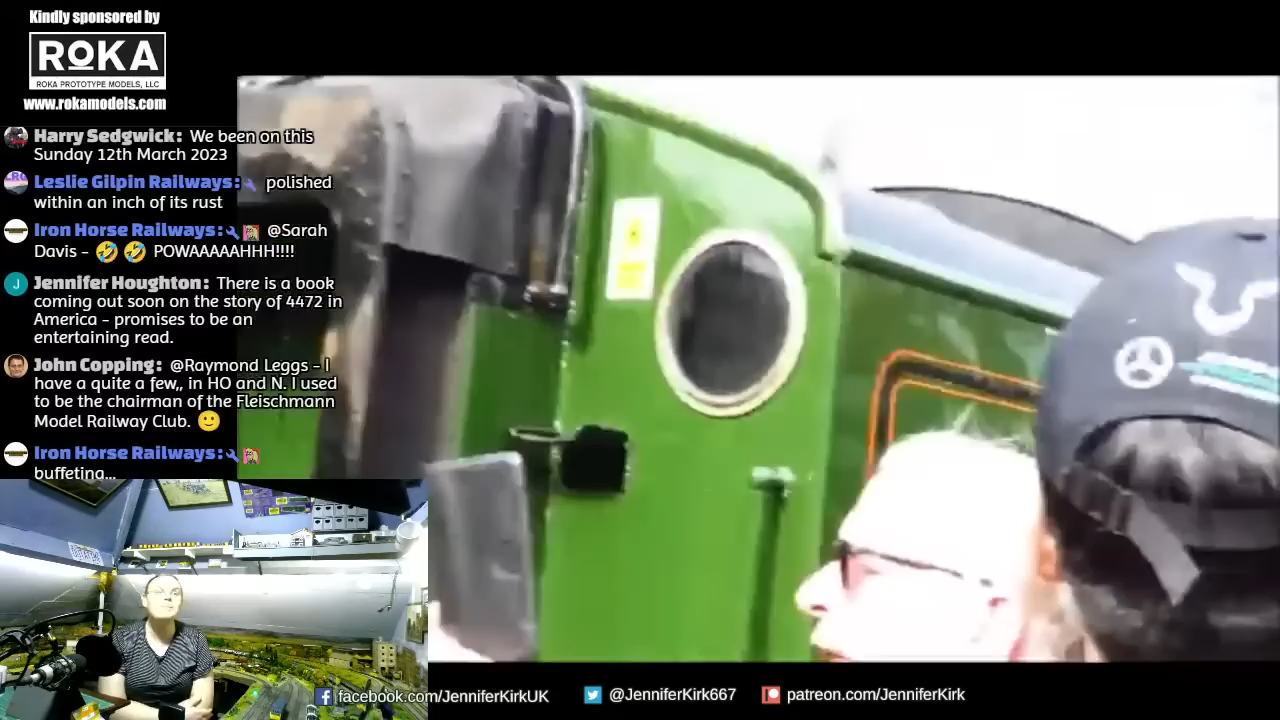 Kindly sponsored by
ROKA
ROKA PROTOTYPE MODELS, LLC
www.rokamodels.com
Harry Sedgwick: We been on this
Sunday 12th March 2023
Leslie Gilpin Railways: polished
within an inch of its rust
Iron Horse Railways: @Sarah
Davis - 🤣 🤣 POWAAAAAHHH!!!!
Jennifer Houghton: There is a book
coming out soon on the story of 4472 in
America - promises to be an
entertaining read.
John Copping: @Raymond Leggs - I
have a quite a few,, in HO and N. I used
to be the chairman of the Fleischmann
Model Railway Club. 🙂
Iron Horse Railways:
buffeting...
facebook.com/JenniferKirkUK
@JenniferKirk667
patreon.com/JenniferKirk